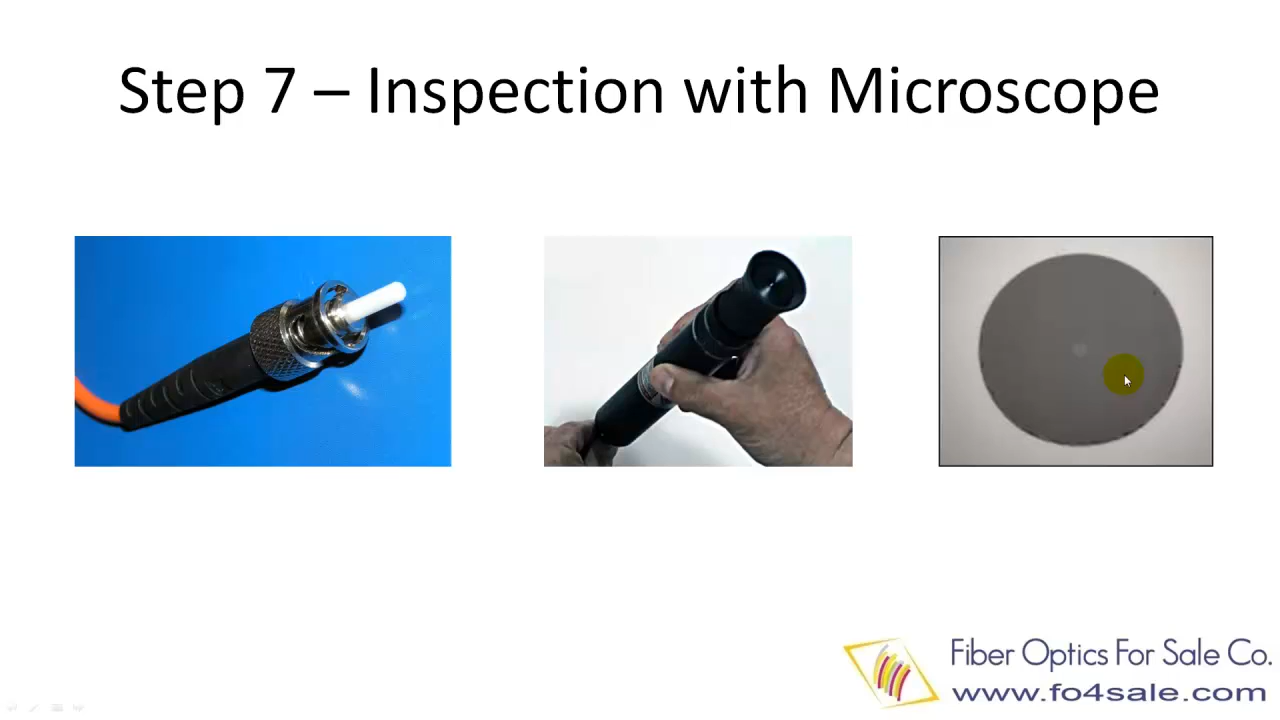 Step 7 – Inspection with Microscope
Fiber Optics For Sale Co.
www.fo4sale.com